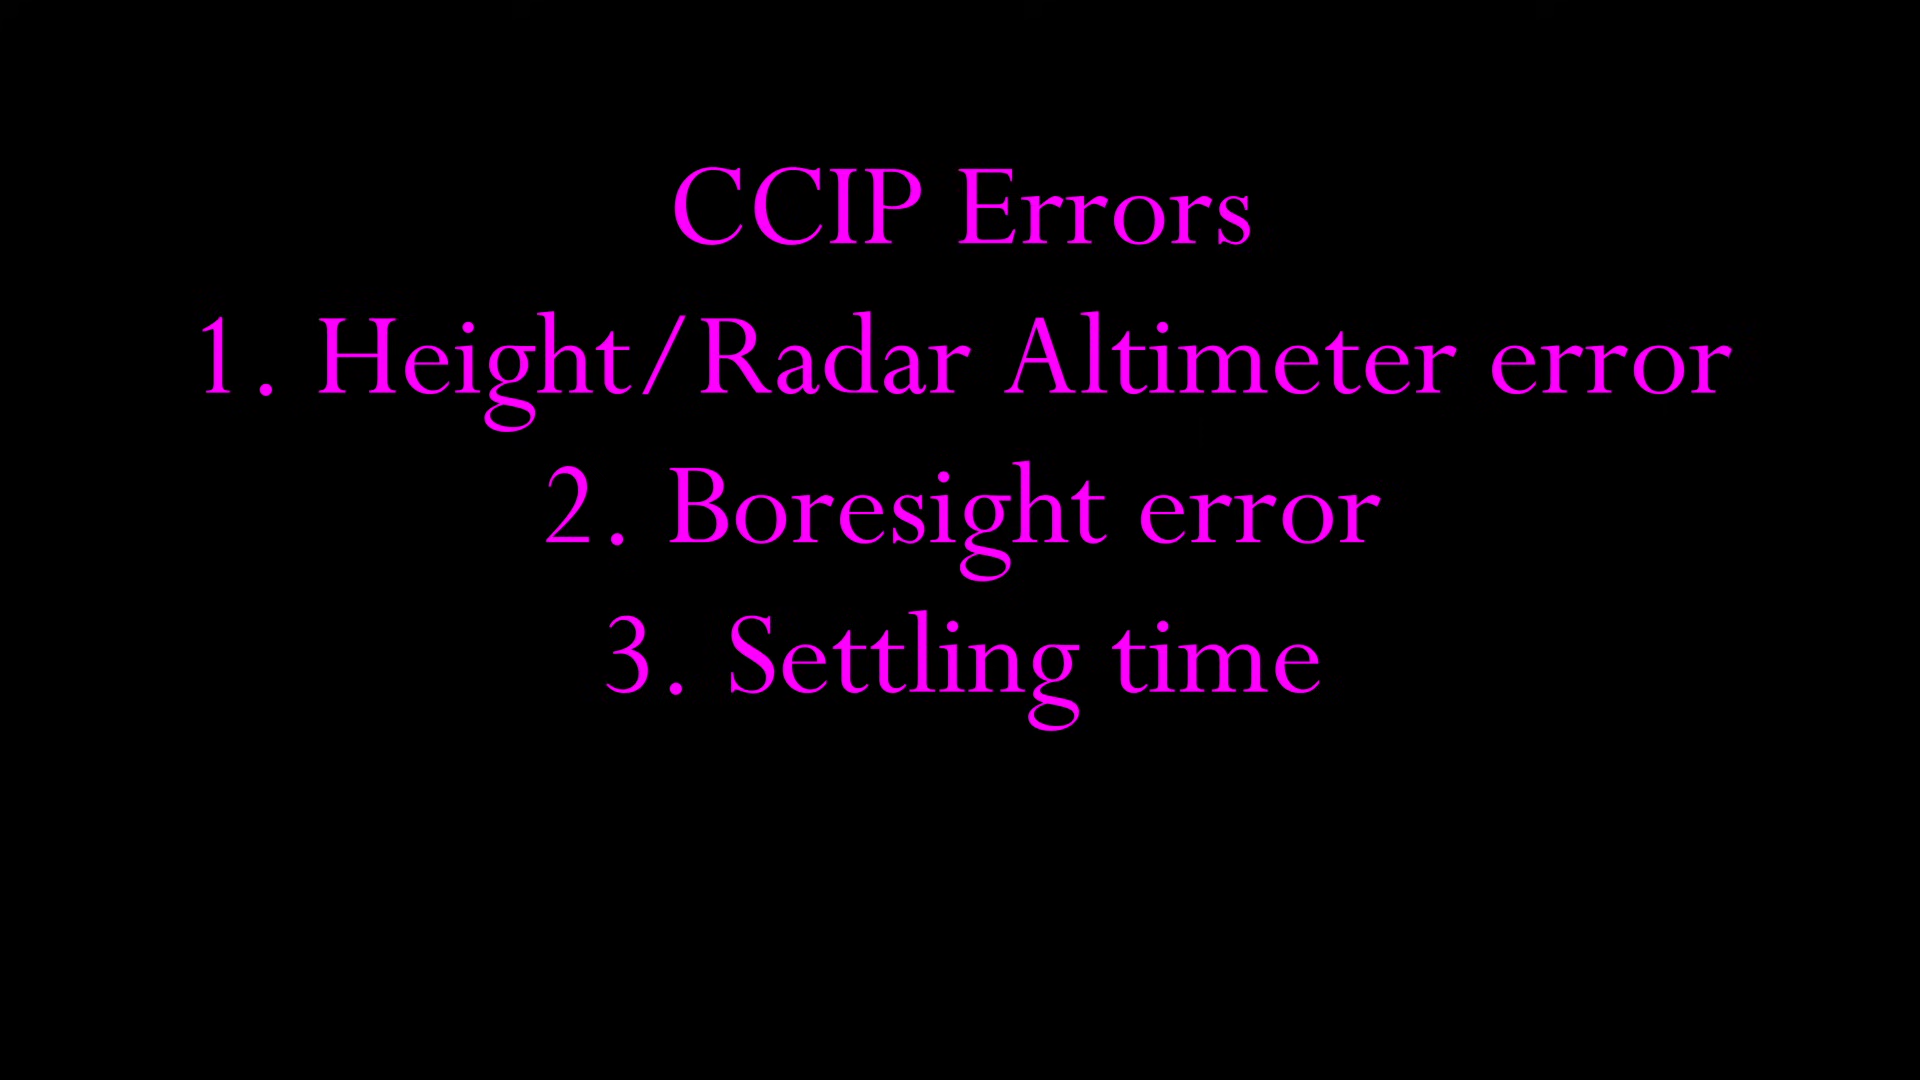 CCIP Errors
1. Height/Radar Altimeter error
2. Boresight error
3. Settling time